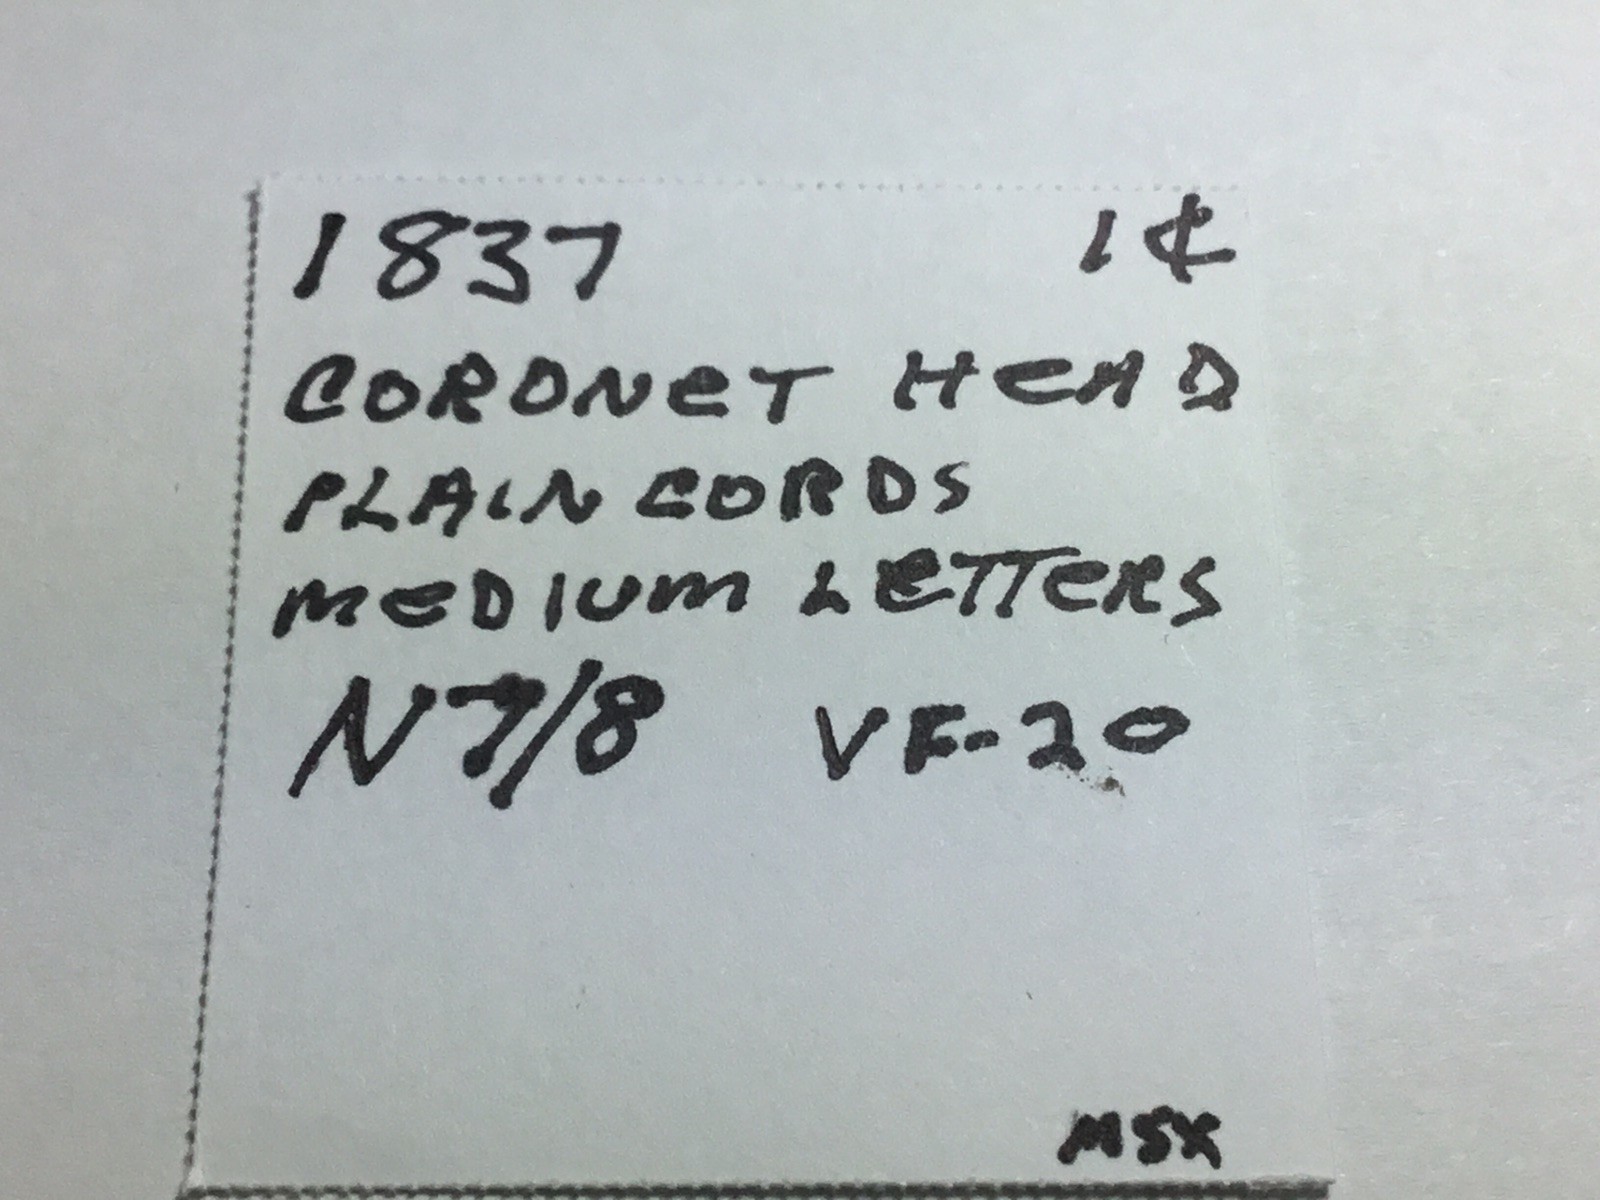 1837 1¢
CORONET HEAD
PLAIN CORDS
MEDIUM LETTERS
N7/8 VF-20
MSX